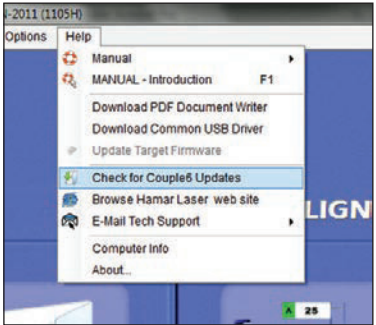 -2011 (1105H)
Options Help
Manual
MANUAL - Introduction F1
Download PDF Document Writer
Download Common USB Driver
Update Target Firmware
Check for Couple6 Updates
Browse Hamar Laser web site
E-Mail Tech Support
LIGN
Computer Info
About...
A 25